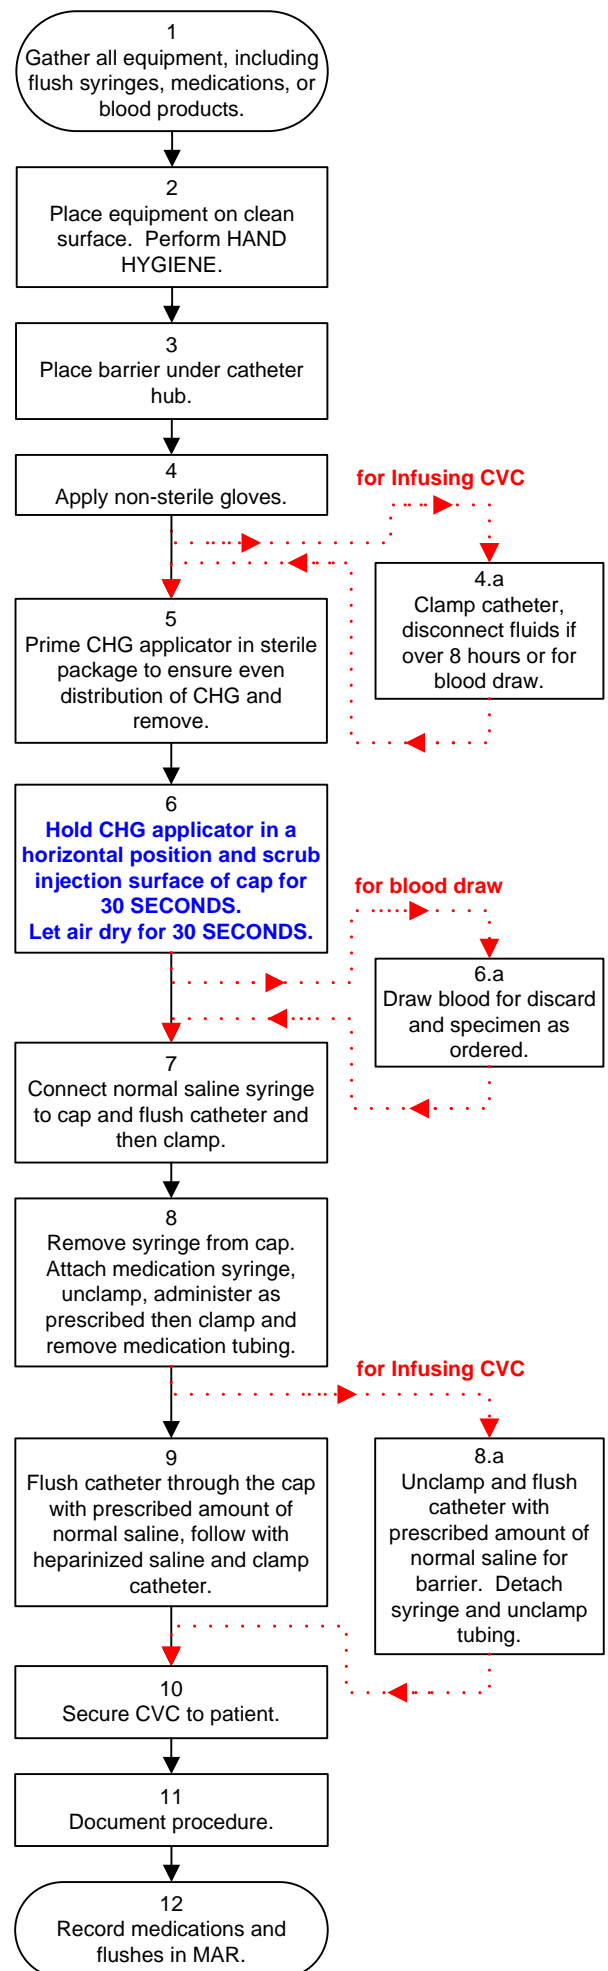 1
Gather all equipment, including
flush syringes, medications, or
blood products.
2
Place equipment on clean
surface.  Perform HAND
HYGIENE.
3
Place barrier under catheter
hub.
4
Apply non-sterile gloves.
for Infusing CVC
4.a
Clamp catheter,
disconnect fluids if
over 8 hours or for
blood draw.
5
Prime CHG applicator in sterile
package to ensure even
distribution of CHG and
remove.
6
Hold CHG applicator in a
horizontal position and scrub
injection surface of cap for
30 SECONDS.
Let air dry for 30 SECONDS.
for blood draw
6.a
Draw blood for discard
and specimen as
ordered.
7
Connect normal saline syringe
to cap and flush catheter and
then clamp.
8
Remove syringe from cap.
Attach medication syringe,
unclamp, administer as
prescribed then clamp and
remove medication tubing.
for Infusing CVC
8.a
Unclamp and flush
catheter with
prescribed amount of
normal saline for
barrier.  Detach
syringe and unclamp
tubing.
9
Flush catheter through the cap
with prescribed amount of
normal saline, follow with
heparinized saline and clamp
catheter.
10
Secure CVC to patient.
11
Document procedure.
12
Record medications and
flushes in MAR.